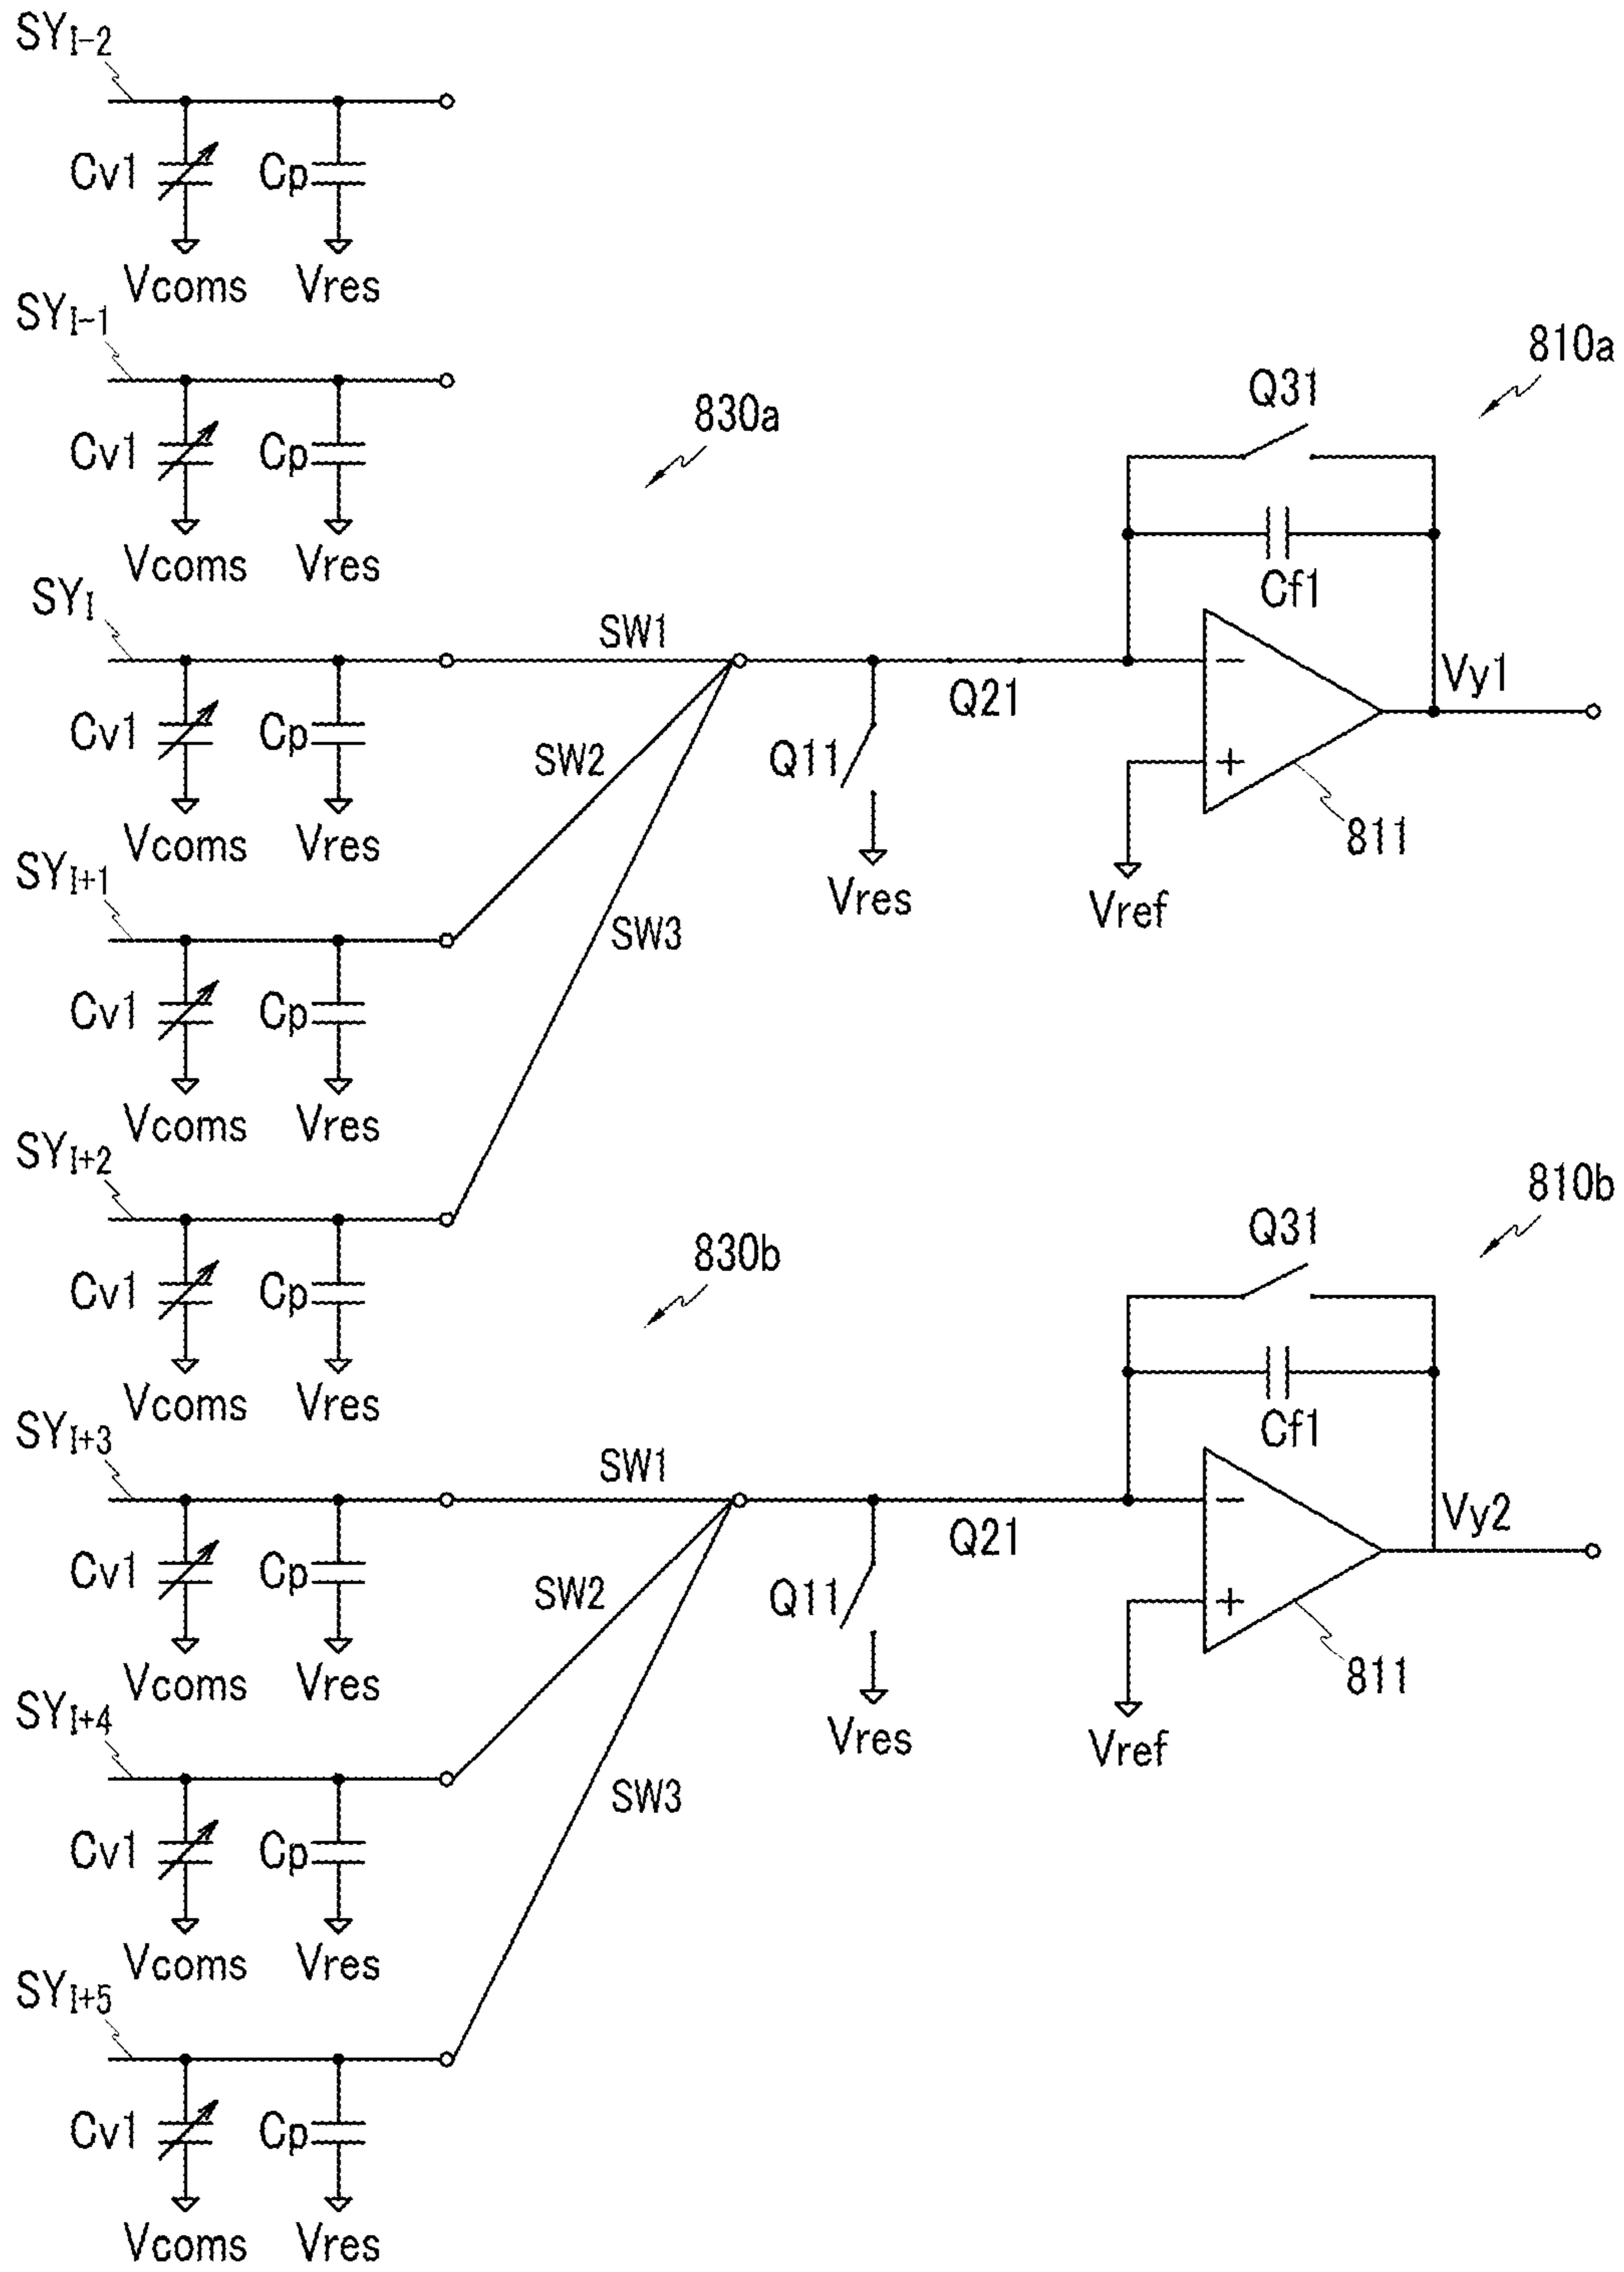 SYI-2
Cv1 Cp
Vcoms Vres
SYI-1
810a
Q31
830a
Cv1 Cp
Vcoms Vres
Cf1
SYI
SW1
Vy1
Q21
Cv1 Cp
SW2
Q11
Vcoms Vres
811
SYI+1
Vres
Vref
SW3
Cv1 Cp
Vcoms Vres
SYI+2
810b
Q31
830b
Cv1 Cp
Vcoms Vres
Cf1
SYI+3
SW1
Vy2
Q21
Cv1 Cp
SW2
Q11
Vcoms Vres
811
SYI+4
Vres
Vref
SW3
Cv1 Cp
Vcoms Vres
SYI+5
Cv1 Cp
Vcoms Vres